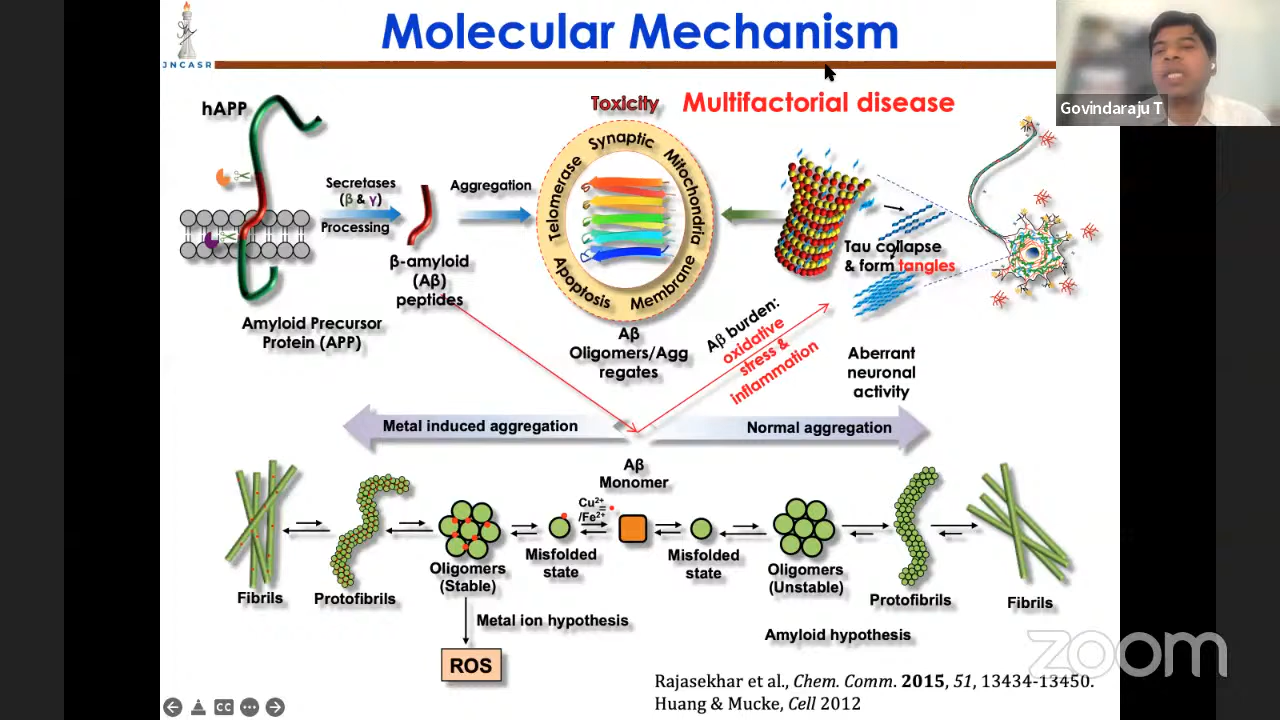 Molecular Mechanism
JNCASR
Govindaraju T
hAPP
Toxicity
Multifactorial disease
Synaptic
Mitochondria
Membrane
Apoptosis
Telomerase
Secretases
(β & γ)
Processing
Aggregation
β-amyloid
(Aβ)
peptides
Amyloid Precursor
Protein (APP)
Aβ
Oligomers/Agg
regates
Tau collapse
& form tangles
Aβ burden:
oxidative
stress &
inflammation
Aberrant
neuronal
activity
Metal induced aggregation
Normal aggregation
Aβ
Monomer
Cu2+
/Fe2+
=
Fibrils
Protofibrils
Oligomers
(Stable)
Misfolded
state
Misfolded
state
Oligomers
(Unstable)
Protofibrils
Fibrils
Metal ion hypothesis
Amyloid hypothesis
ROS
zoom
Rajasekhar et al., Chem. Comm. 2015, 51, 13434-13450.
Huang & Mucke, Cell 2012
CC